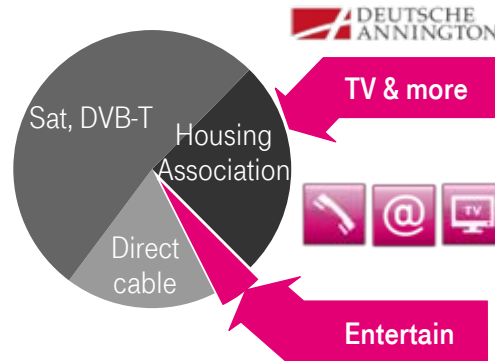 DEUTSCHE
ANNINGTON
TV & more
Sat, DVB-T
Housing
Association
@
TV
Direct
cable
Entertain